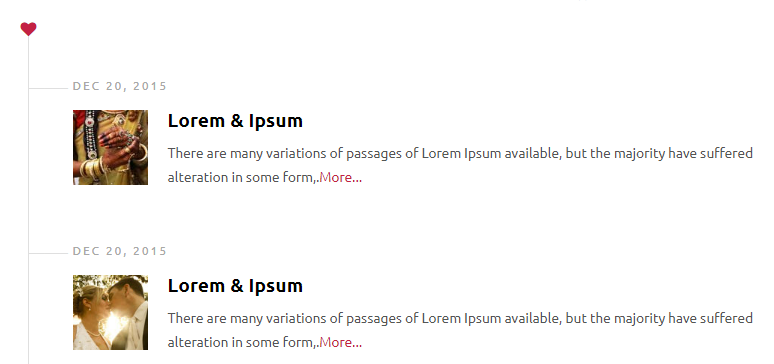 DEC 20, 2015
Lorem & Ipsum
There are many variations of passages of Lorem Ipsum available, but the majority have suffered
alteration in some form,.More...
DEC 20, 2015
Lorem & Ipsum
There are many variations of passages of Lorem Ipsum available, but the majority have suffered
alteration in some form,.More...